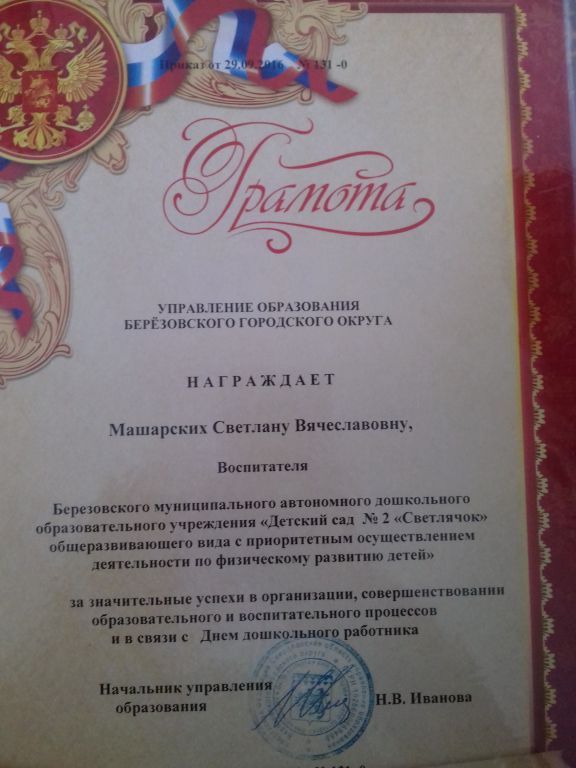 Приказ от 29.09.2016 № 131 -0
Грамота
УПРАВЛЕНИЕ ОБРАЗОВАНИЯ
БЕРЁЗОВСКОГО ГОРОДСКОГО ОКРУГА
НАГРАЖДАЕТ
Машарских Светлану Вячеславовну,
Воспитателя
Березовского муниципального автономного дошкольного
образовательного учреждения «Детский сад № 2 «Светлячок»
общеразвивающего вида с приоритетным осуществлением
деятельности по физическому развитию детей»
за значительные успехи в организации, совершенствовании
образовательного и воспитательного процессов
и в связи с Днем дошкольного работника
Начальник управления
образования
Н.В. Иванова